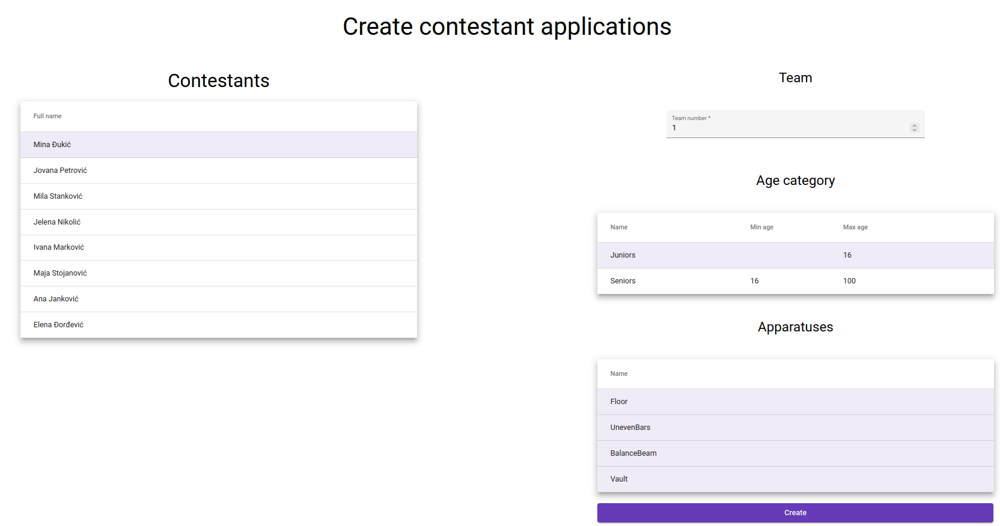 Create contestant applications
Contestants
Full name
Mina Đukić
Jovana Petrović
Mila Stanković
Jelena Nikolić
Ivana Marković
Maja Stojanović
Ana Janković
Elena Đorđević
Team
Team number *
1
Age category
Name Min age Max age
Juniors 16
Seniors 16 100
Apparatuses
Name
Floor
UnevenBars
BalanceBeam
Vault
Create